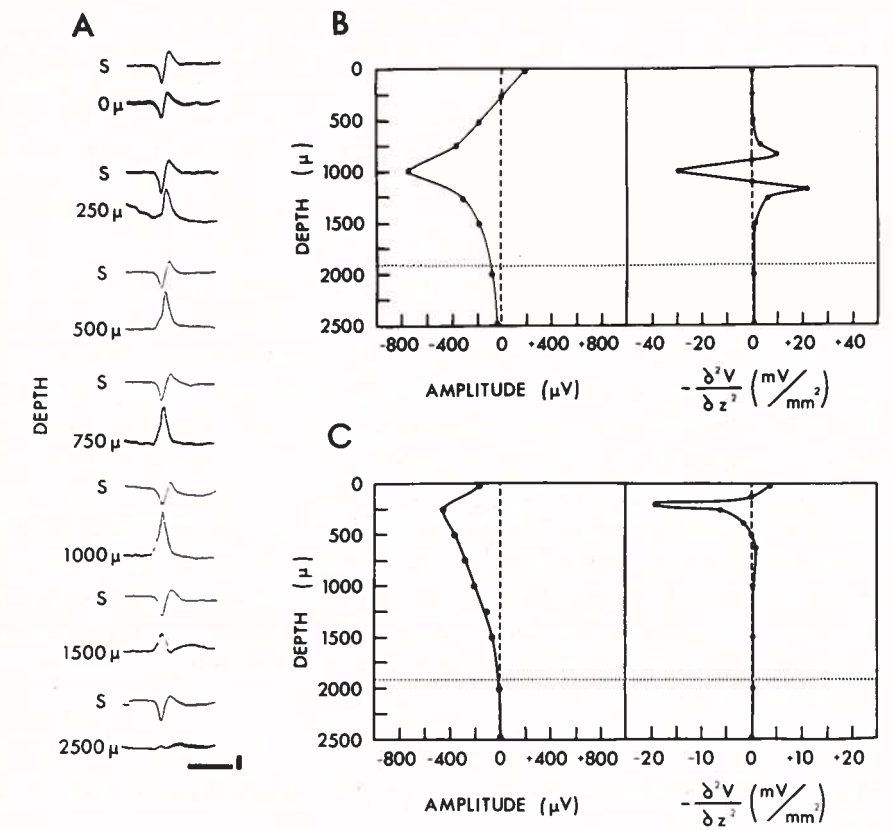 A
S
0 μ
S
250 μ
S
500 μ
S
750 μ
S
1000 μ
S
1500 μ
S
2500 μ
DEPTH
B
0
500
1000
1500
2000
2500
DEPTH (μ)
-800 -400 0 +400 +800 -40 -20 0 +20 +40
AMPLITUDE (μV)
- ∂²V / ∂z² (mV/mm²)
C
0
500
1000
1500
2000
2500
DEPTH (μ)
-800 -400 0 +400 +800 -20 -10 0 +10 +20
AMPLITUDE (μV)
- ∂²V / ∂z² (mV/mm²)